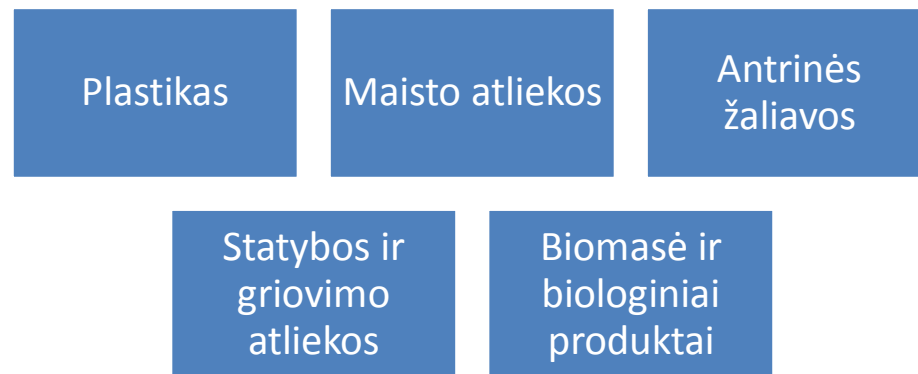 Plastikas
Maisto atliekos
Antrinės
žaliavos
Statybos ir
griovimo
atliekos
Biomasė ir
biologiniai
produktai